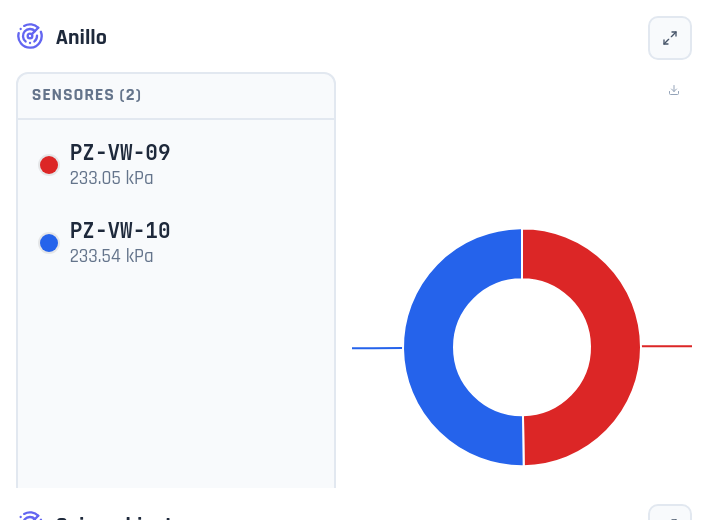 Anillo
SENSORES (2)
PZ-VW-09
233.05 kPa
PZ-VW-10
233.54 kPa